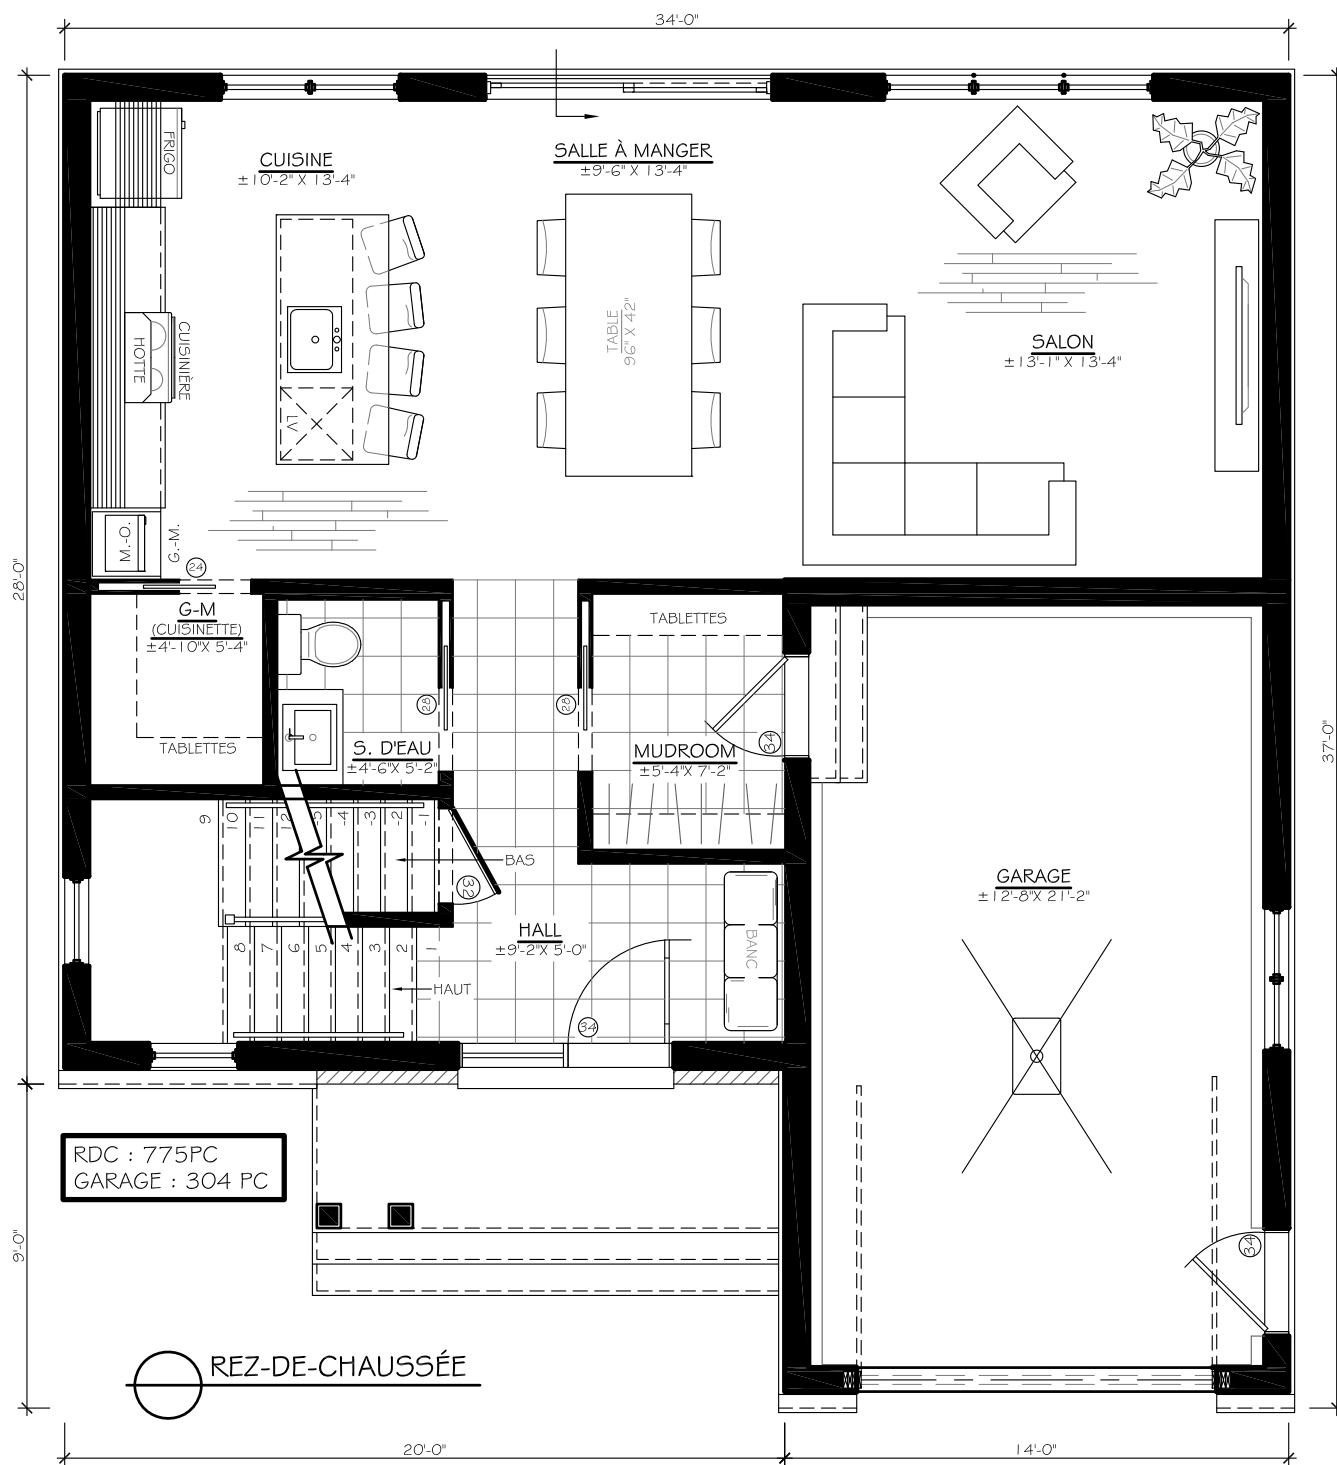 34'-0"
CUISINE
±10'-2" X 13'-4"
SALLE À MANGER
±9'-6" X 13'-4"
FRIGO
TABLE
96" X 42"
SALON
±13'-1" X 13'-4"
CUISINIÈRE
HOTTE
LV
M.-O.
G.-M.
24
28'-0"
37'-0"
G-M
(CUISINETTE)
±4'-10"X 5'-4"
TABLETTES
S. D'EAU
±4'-6"X 5'-2"
28
28
TABLETTES
MUDROOM
±5'-4"X 7'-2"
34
9
10
11
12
-5
-4
-3
-2
-1
BAS
32
GARAGE
±12'-8"X 21'-2"
HALL
±9'-2"X 5'-0"
BANC
8
7
6
5
4
3
2
1
HAUT
34
RDC : 775PC
GARAGE : 304 PC
9'-0"
34
REZ-DE-CHAUSSÉE
20'-0"
14'-0"